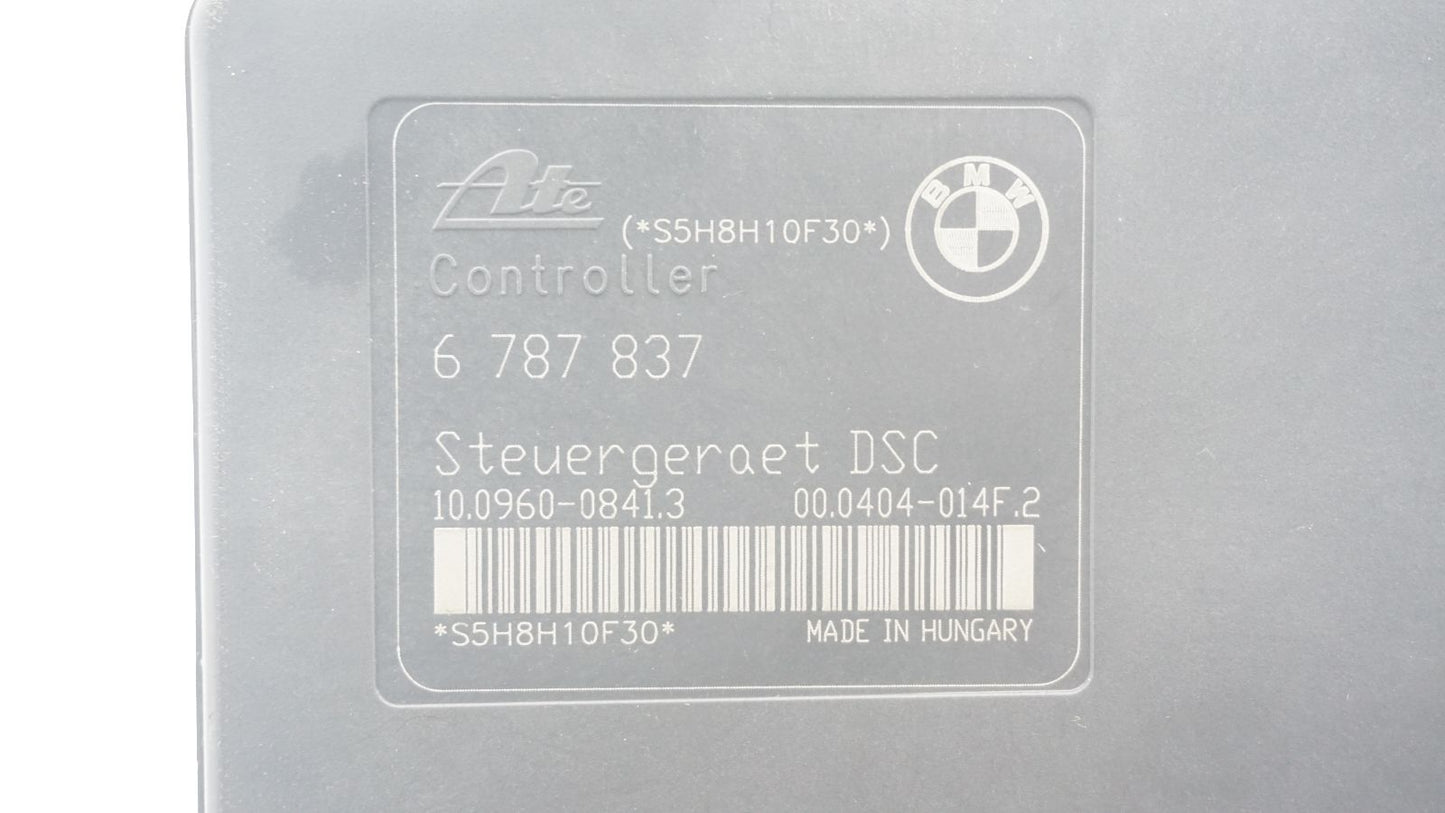 Ate (*S5H8H10F30*) BMW
Controller
6 787 837
Steuergeraet DSC
10.0960-0841.3 00.0404-014F.2
*S5H8H10F30* MADE IN HUNGARY